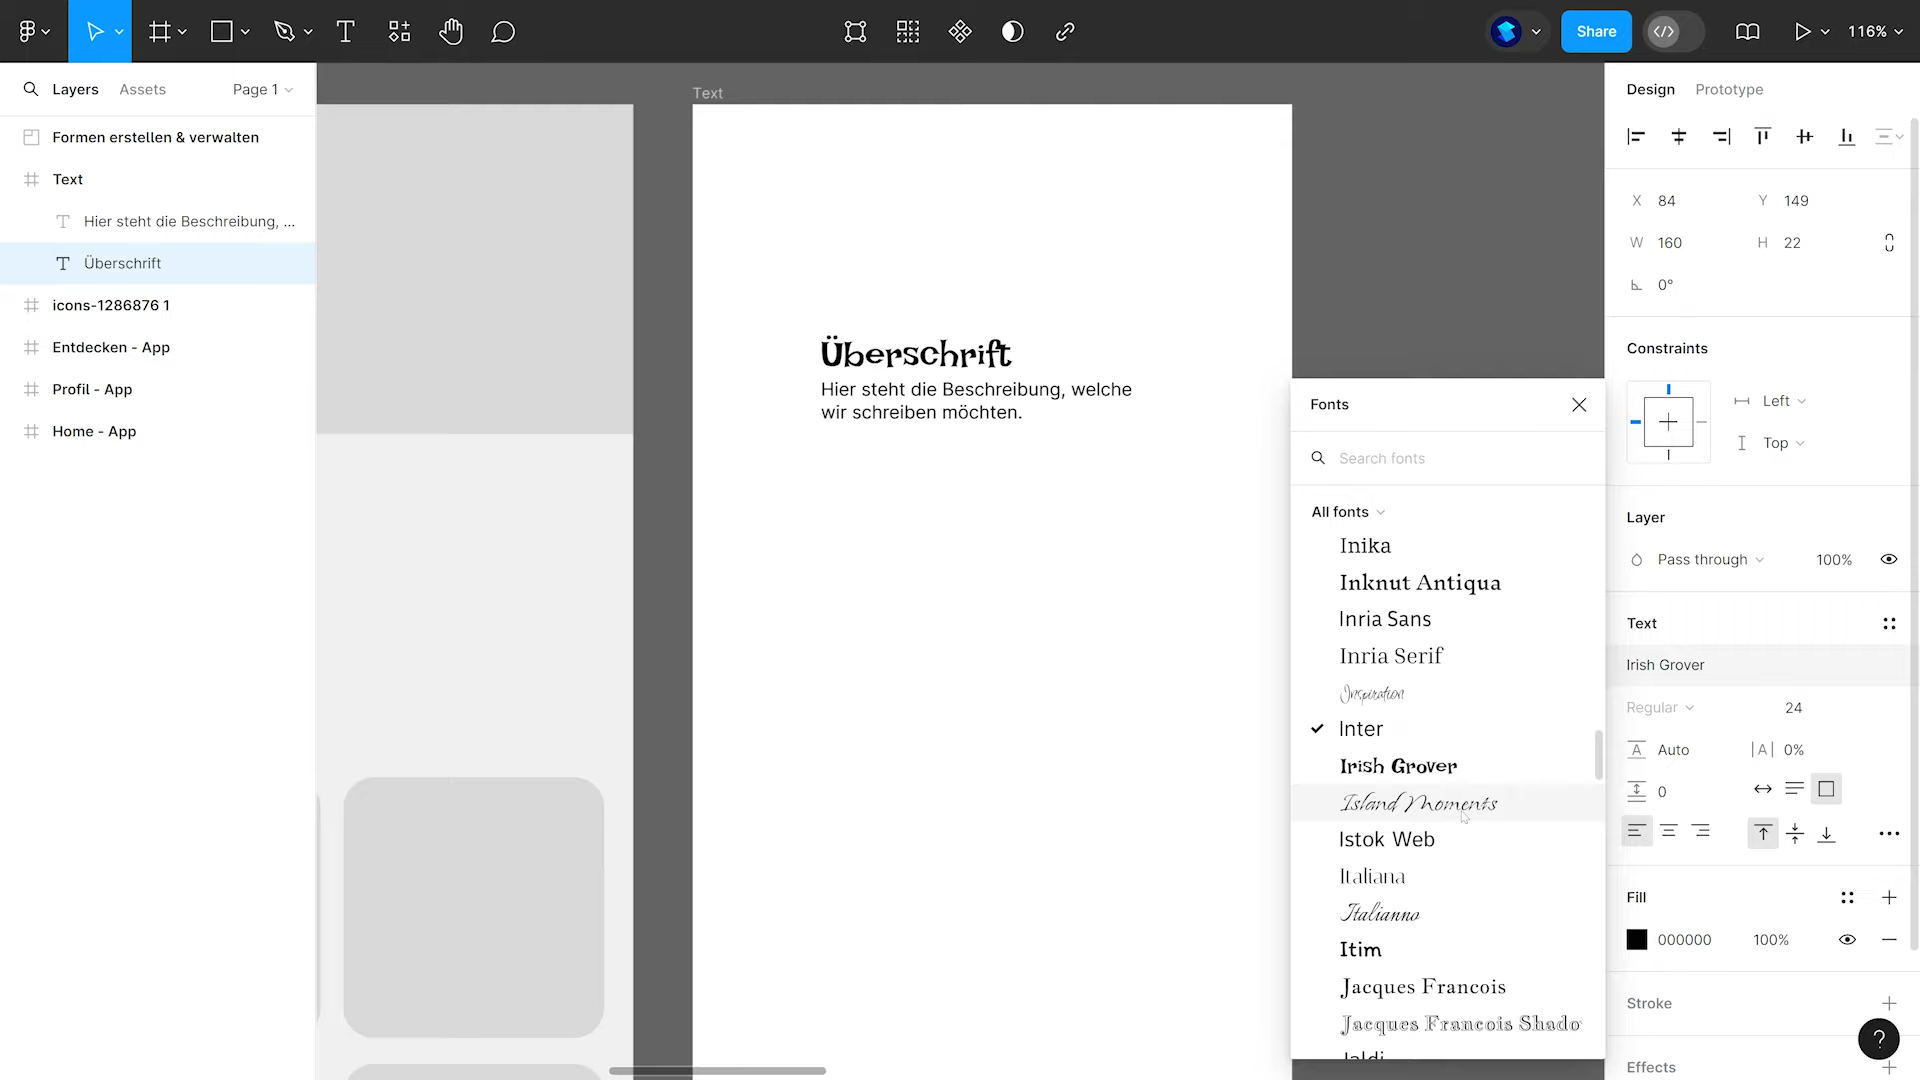 Share
116%
Layers
Assets
Page 1
Formen erstellen & verwalten
Text
Hier steht die Beschreibung, ...
Überschrift
icons-1286876 1
Entdecken - App
Profil - App
Home - App
Text
Überschrift
Hier steht die Beschreibung, welche
wir schreiben möchten.
Fonts
Search fonts
All fonts
Inika
Inknut Antiqua
Inria Sans
Inria Serif
Inspiration
Inter
Irish Grover
Island Moments
Istok Web
Italiana
Italianno
Itim
Jacques Francois
Jacques Francois Shado
Jaldi
Design
Prototype
X 84
Y 149
W 160
H 22
0°
Constraints
Left
Top
Layer
Pass through
100%
Text
Irish Grover
Regular
24
A Auto
|A| 0%
0
Fill
000000
100%
Stroke
Effects
?